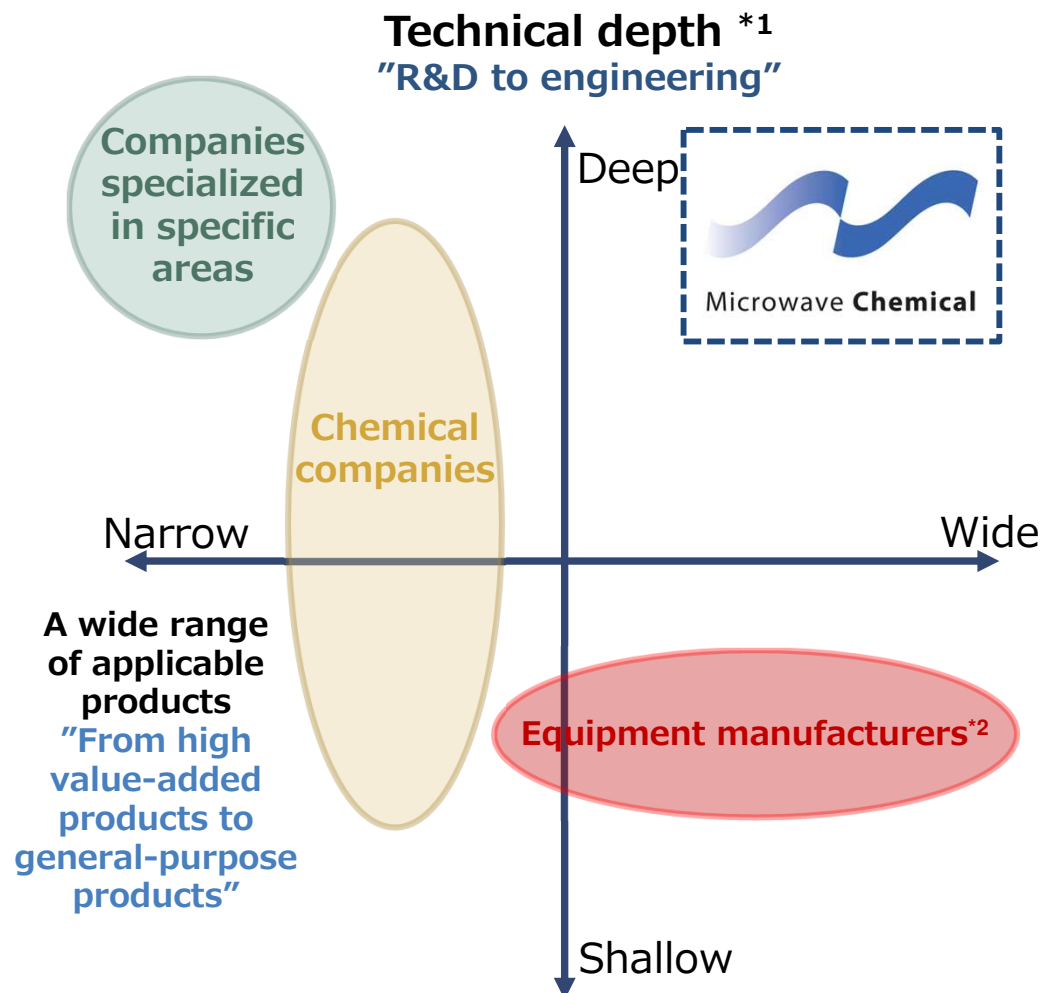 Technical depth *1
”R&D to engineering”
Companies
specialized
in specific
areas
Deep
Microwave Chemical
Chemical
companies
Narrow
Wide
A wide range
of applicable
products
”From high
value-added
products to
general-purpose
products”
Equipment manufacturers*2
Shallow